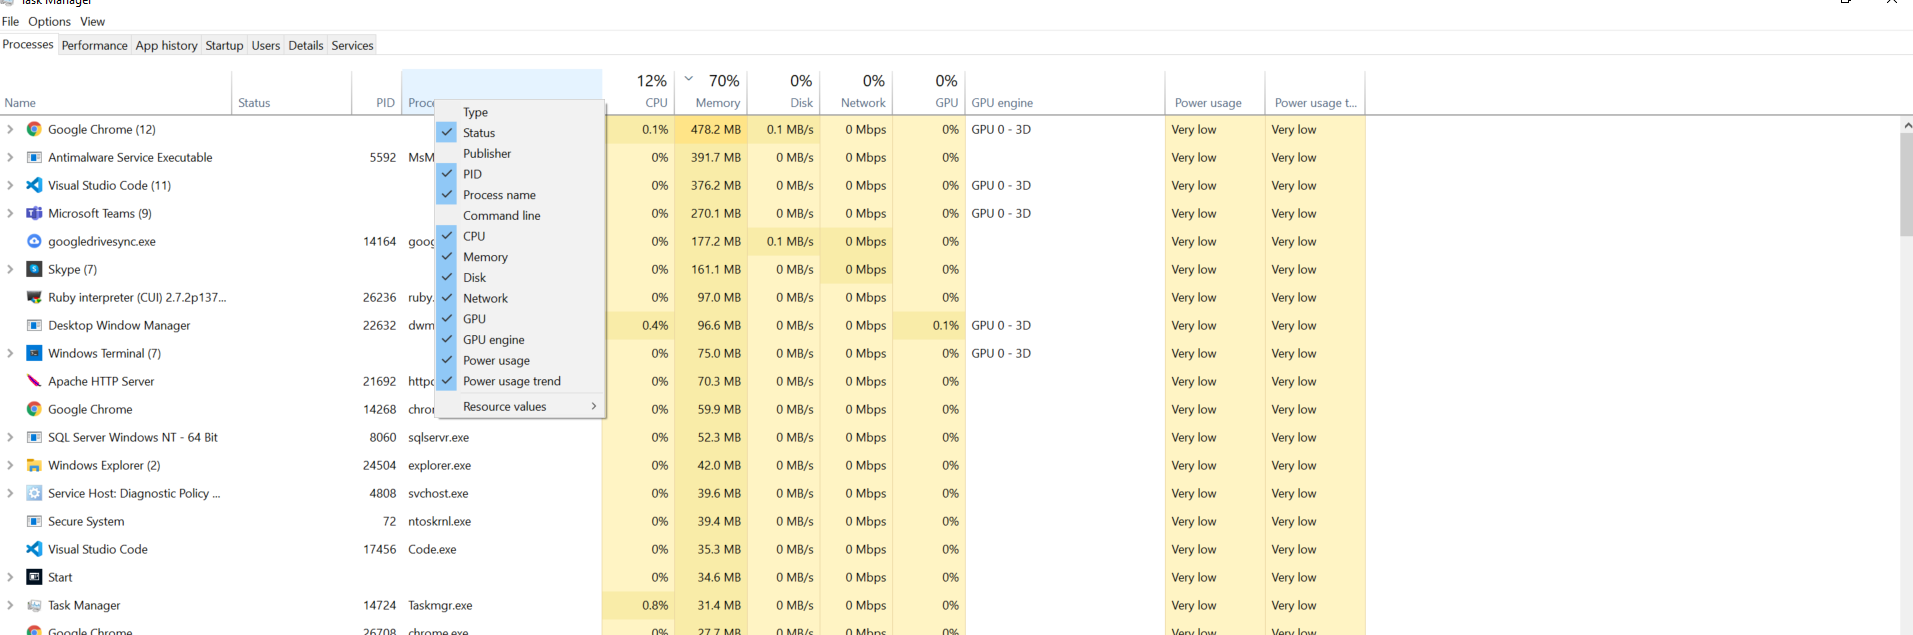 Task Manager
File Options View
Processes Performance App history Startup Users Details Services
12% 70% 0% 0% 0%
Name Status PID Proc CPU Memory Disk Network GPU GPU engine Power usage Power usage t...
Type
Status
Publisher
PID
Process name
Command line
CPU
Memory
Disk
Network
GPU
GPU engine
Power usage
Power usage trend
Resource values
Google Chrome (12) 0.1% 478.2 MB 0.1 MB/s 0 Mbps 0% GPU 0 - 3D Very low Very low
Antimalware Service Executable 5592 MsM 0% 391.7 MB 0 MB/s 0 Mbps 0% Very low Very low
Visual Studio Code (11) 0% 376.2 MB 0 MB/s 0 Mbps 0% GPU 0 - 3D Very low Very low
Microsoft Teams (9) 0% 270.1 MB 0 MB/s 0 Mbps 0% GPU 0 - 3D Very low Very low
googledrivesync.exe 14164 goog 0% 177.2 MB 0.1 MB/s 0 Mbps 0% Very low Very low
Skype (7) 0% 161.1 MB 0 MB/s 0 Mbps 0% Very low Very low
Ruby interpreter (CUI) 2.7.2p137... 26236 ruby. 0% 97.0 MB 0 MB/s 0 Mbps 0% Very low Very low
Desktop Window Manager 22632 dwm 0.4% 96.6 MB 0 MB/s 0 Mbps 0.1% GPU 0 - 3D Very low Very low
Windows Terminal (7) 0% 75.0 MB 0 MB/s 0 Mbps 0% GPU 0 - 3D Very low Very low
Apache HTTP Server 21692 httpd 0% 70.3 MB 0 MB/s 0 Mbps 0% Very low Very low
Google Chrome 14268 chro 0% 59.9 MB 0 MB/s 0 Mbps 0% Very low Very low
SQL Server Windows NT - 64 Bit 8060 sqlservr.exe 0% 52.3 MB 0 MB/s 0 Mbps 0% Very low Very low
Windows Explorer (2) 24504 explorer.exe 0% 42.0 MB 0 MB/s 0 Mbps 0% Very low Very low
Service Host: Diagnostic Policy ... 4808 svchost.exe 0% 39.6 MB 0 MB/s 0 Mbps 0% Very low Very low
Secure System 72 ntoskrnl.exe 0% 39.4 MB 0 MB/s 0 Mbps 0% Very low Very low
Visual Studio Code 17456 Code.exe 0% 35.3 MB 0 MB/s 0 Mbps 0% Very low Very low
Start 0% 34.6 MB 0 MB/s 0 Mbps 0% Very low Very low
Task Manager 14724 Taskmgr.exe 0.8% 31.4 MB 0 MB/s 0 Mbps 0% Very low Very low
Google Chrome 26708 chrome.exe 0% 27.7 MB 0 MB/s 0 Mbps 0% Very low Very low